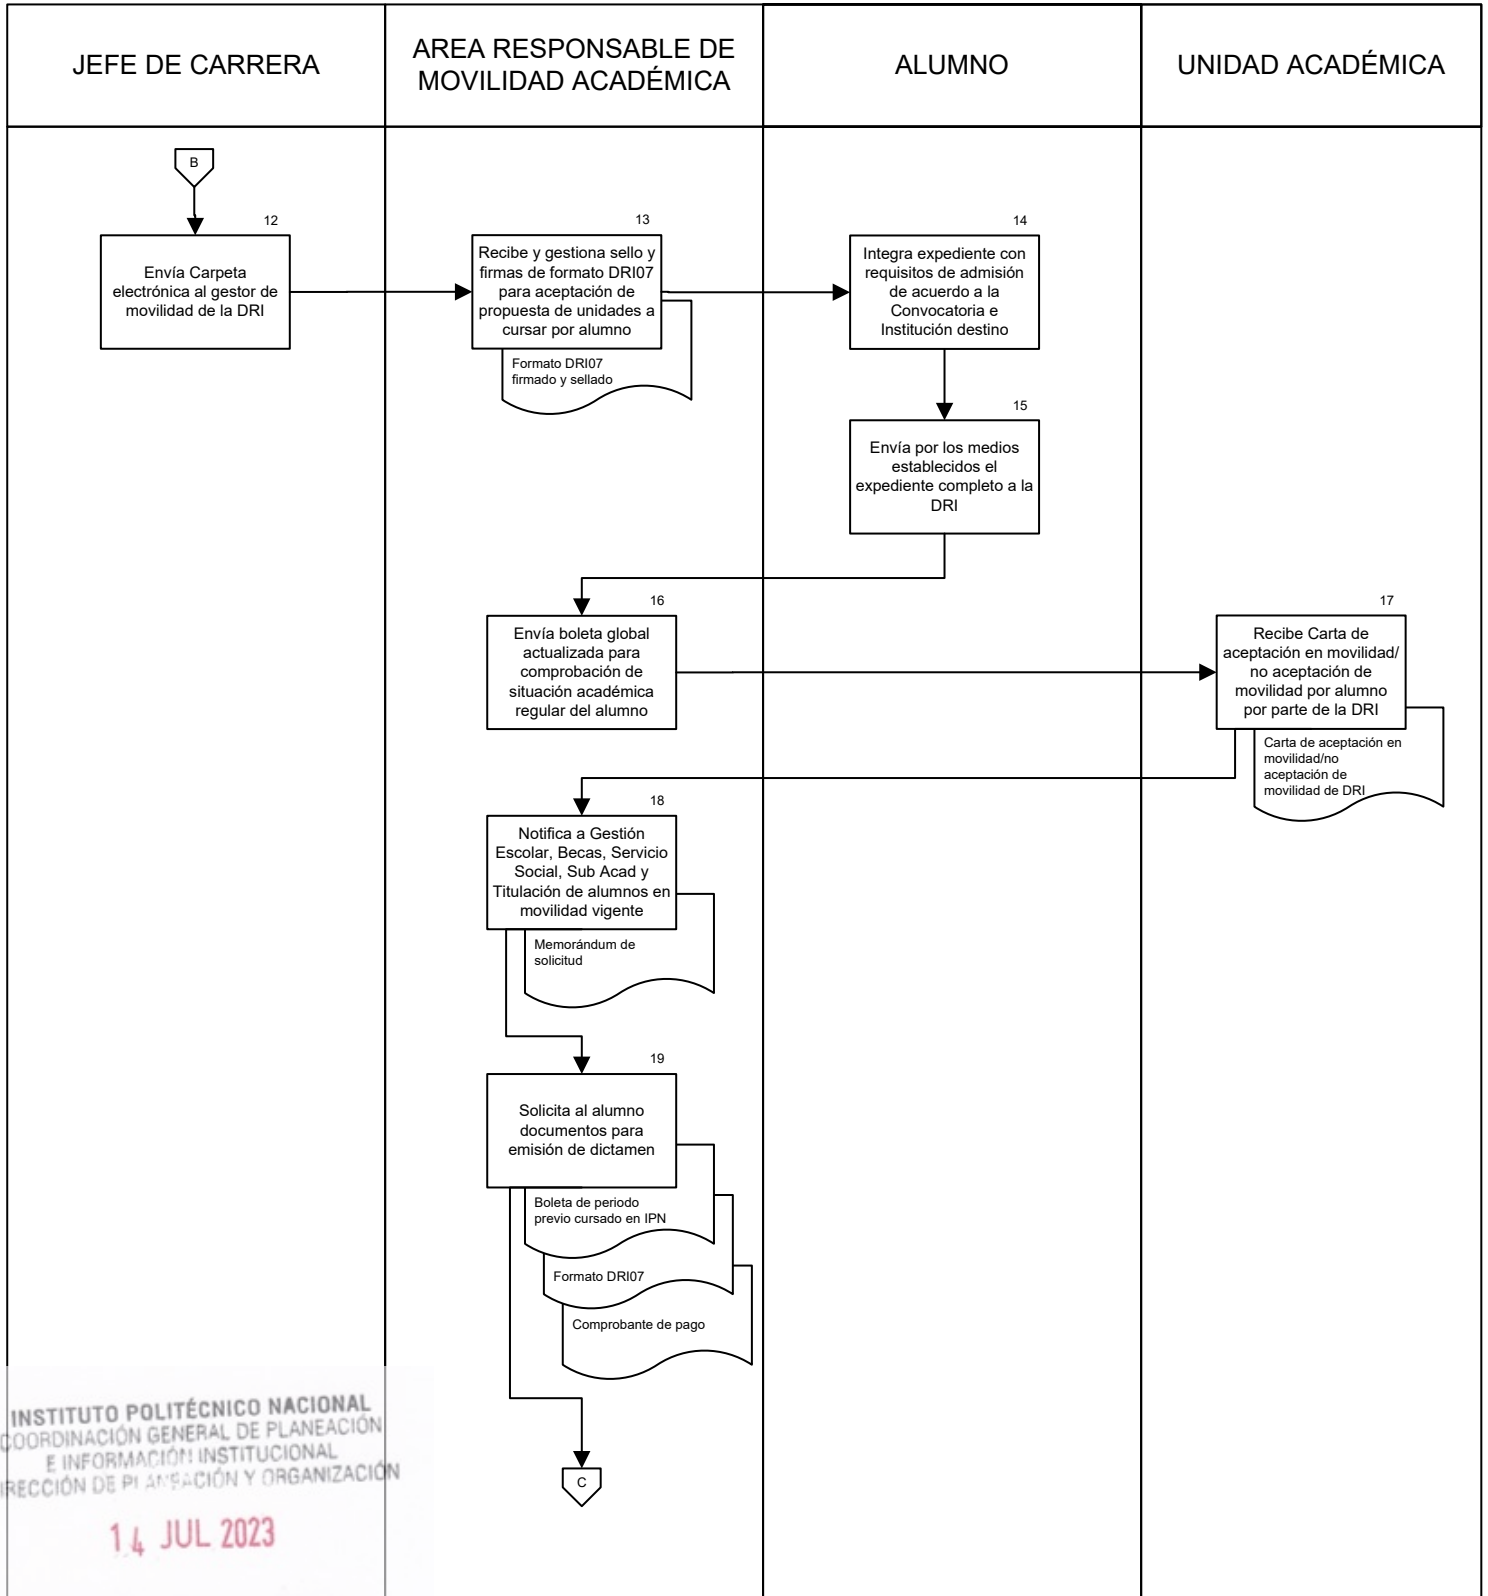 JEFE DE CARRERA
AREA RESPONSABLE DE
MOVILIDAD ACADÉMICA
ALUMNO
UNIDAD ACADÉMICA
B
12
Envía Carpeta
electrónica al gestor de
movilidad de la DRI
13
Recibe y gestiona sello y
firmas de formato DRI07
para aceptación de
propuesta de unidades a
cursar por alumno
Formato DRI07
firmado y sellado
14
Integra expediente con
requisitos de admisión
de acuerdo a la
Convocatoria e
Institución destino
15
Envía por los medios
establecidos el
expediente completo a la
DRI
16
Envía boleta global
actualizada para
comprobación de
situación académica
regular del alumno
17
Recibe Carta de
aceptación en movilidad/
no aceptación de
movilidad por alumno
por parte de la DRI
Carta de aceptación en
movilidad/no
aceptación de
movilidad de DRI
18
Notifica a Gestión
Escolar, Becas, Servicio
Social, Sub Acad y
Titulación de alumnos en
movilidad vigente
Memorándum de
solicitud
19
Solicita al alumno
documentos para
emisión de dictamen
Boleta de periodo
previo cursado en IPN
Formato DRI07
Comprobante de pago
C
INSTITUTO POLITÉCNICO NACIONAL
COORDINACIÓN GENERAL DE PLANEACIÓN
E INFORMACIÓN INSTITUCIONAL
IRECCIÓN DE PLANEACIÓN Y ORGANIZACIÓN
14 JUL 2023